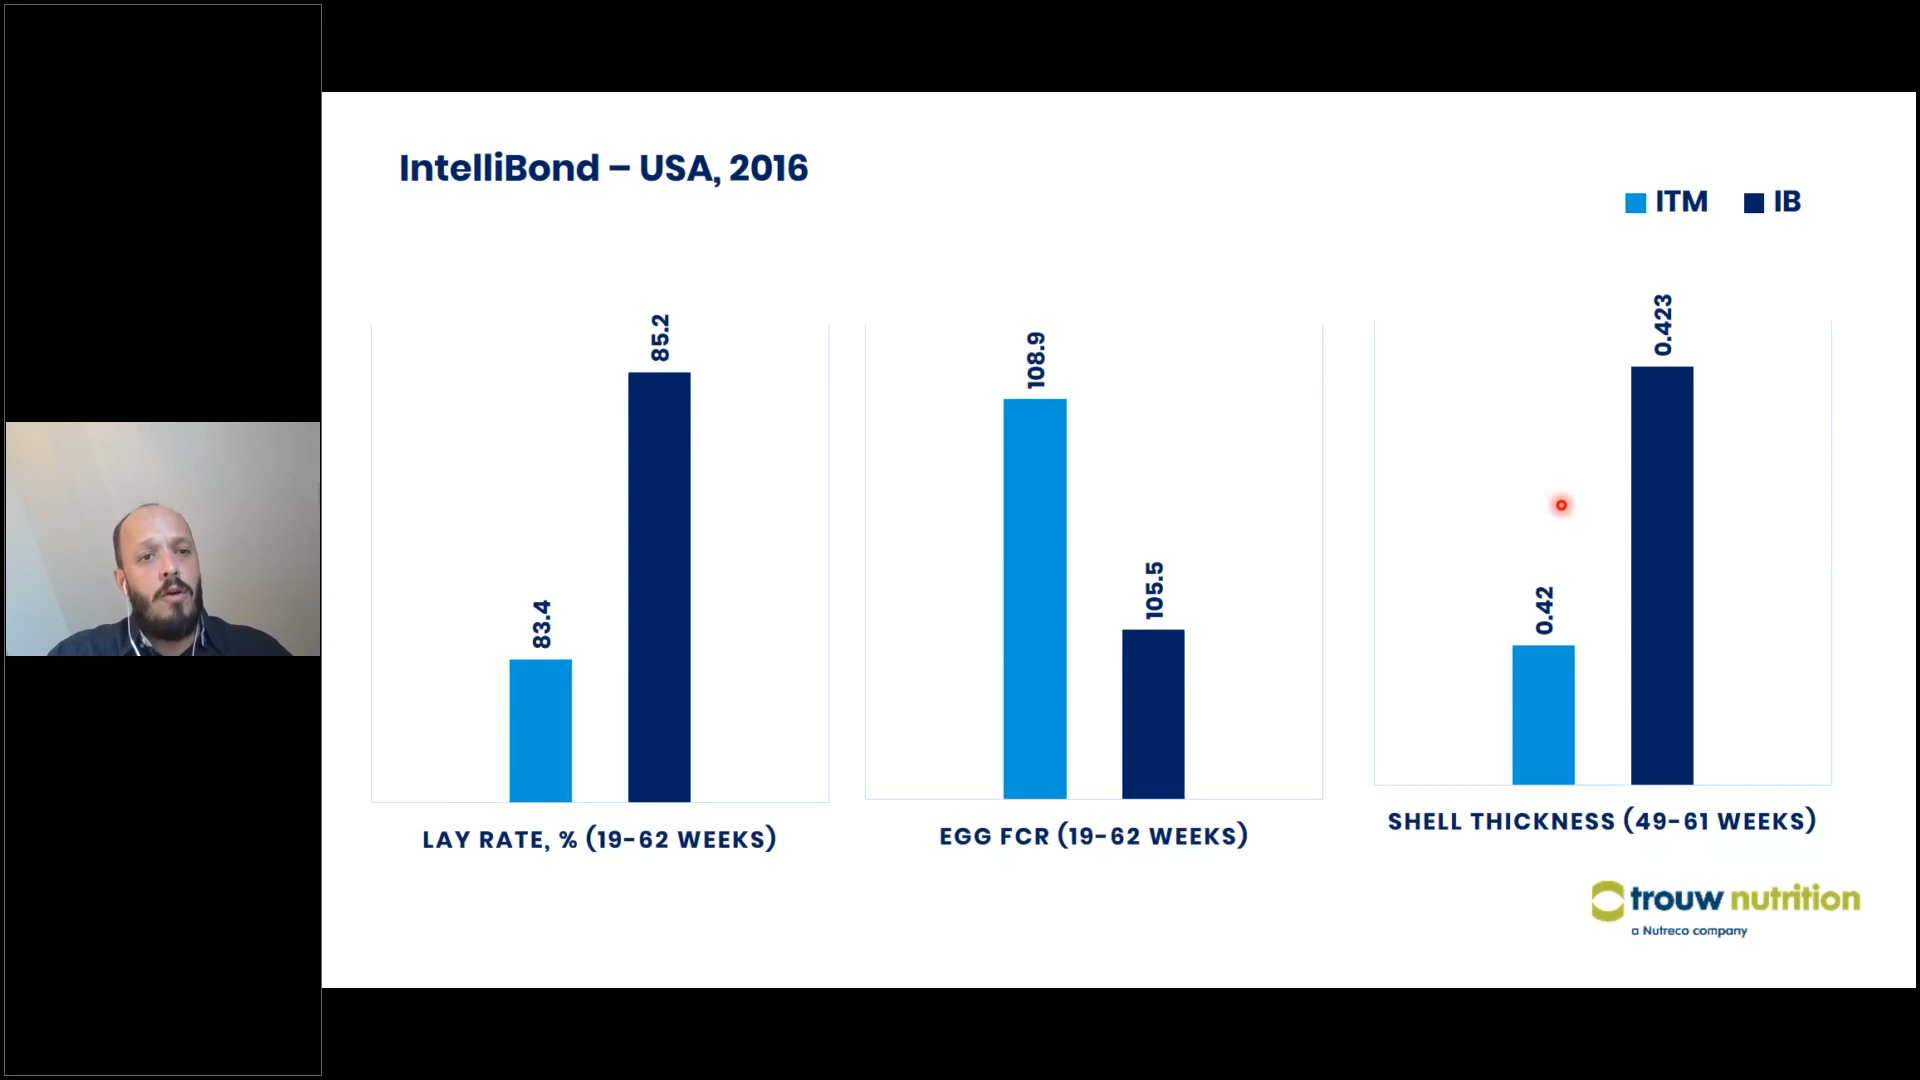 IntelliBond – USA, 2016
ITM IB
83.4
85.2
LAY RATE, % (19-62 WEEKS)
108.9
105.5
EGG FCR (19-62 WEEKS)
0.42
0.423
SHELL THICKNESS (49-61 WEEKS)
trouw nutrition
a Nutreco company